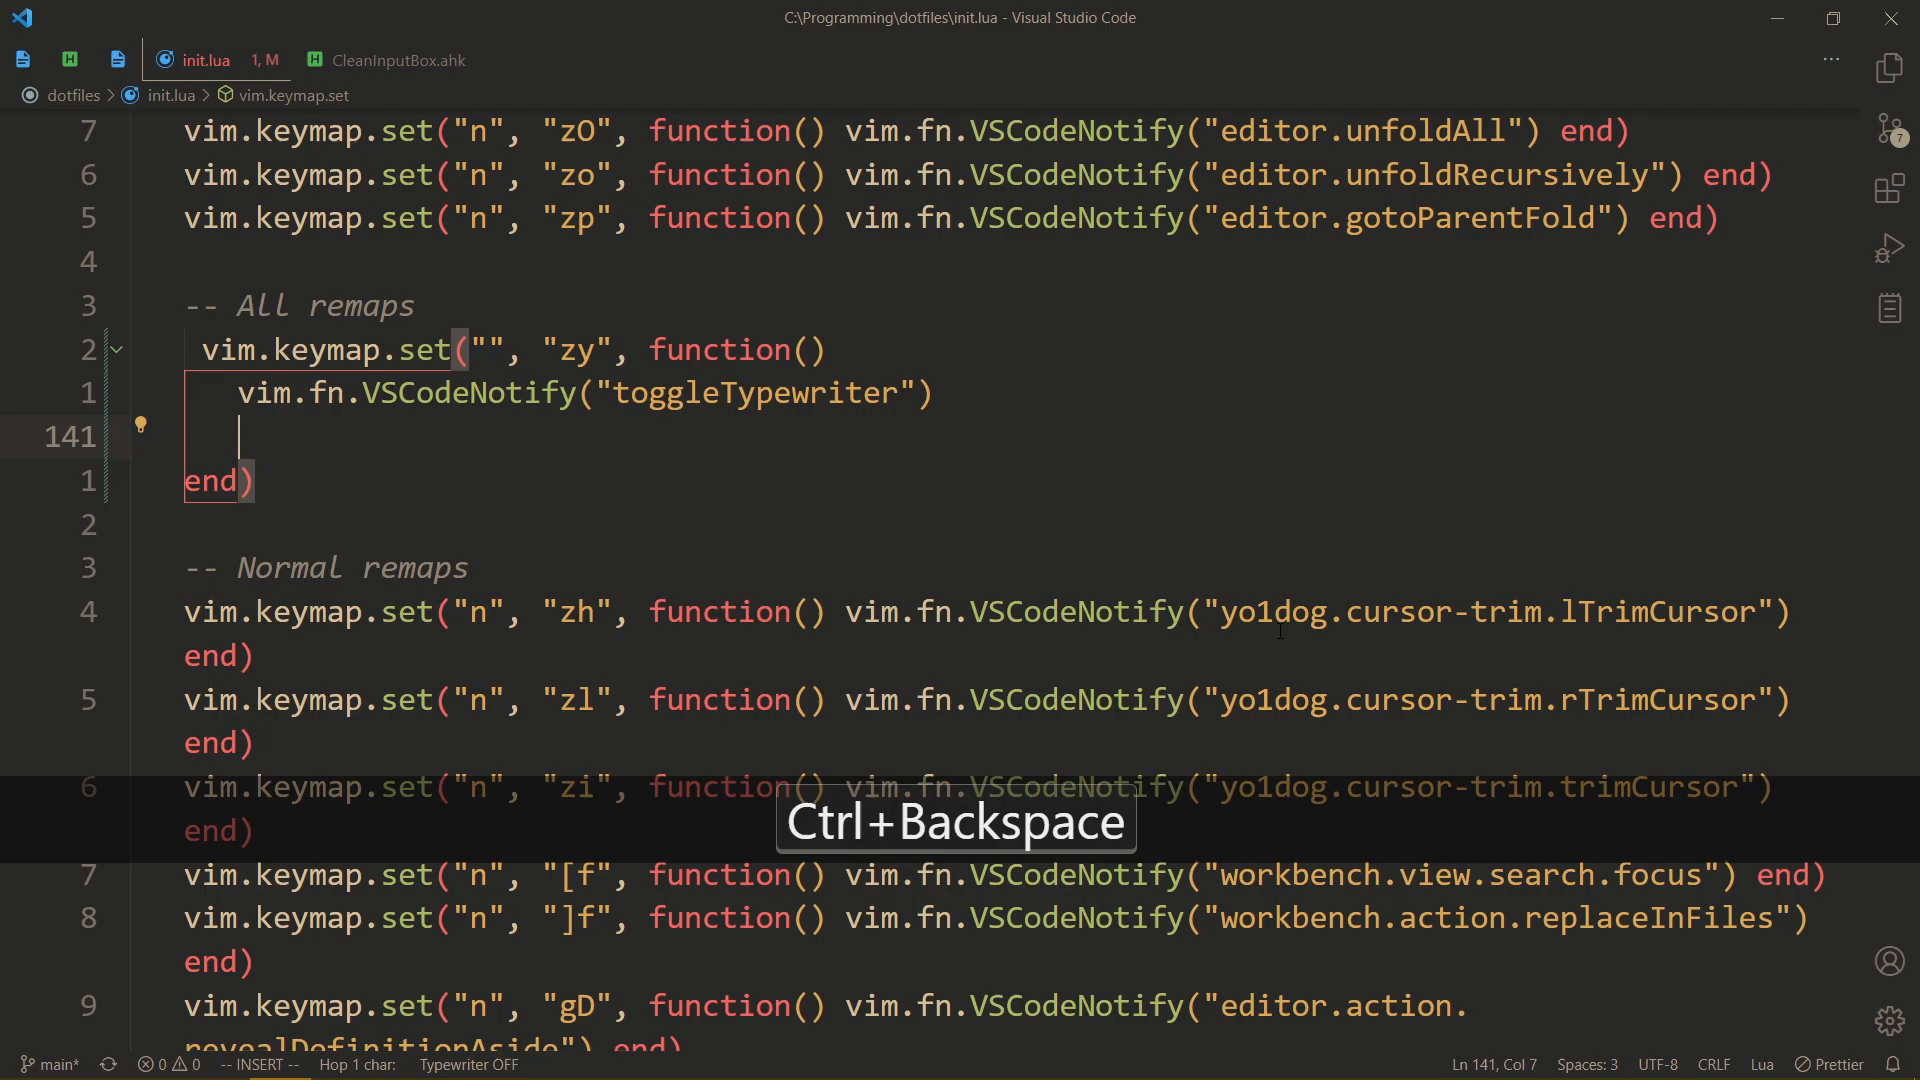 C:\Programming\dotfiles\init.lua - Visual Studio Code
init.lua 1, M CleanInputBox.ahk
dotfiles > init.lua > vim.keymap.set
7 vim.keymap.set("n", "zO", function() vim.fn.VSCodeNotify("editor.unfoldAll") end)
6 vim.keymap.set("n", "zo", function() vim.fn.VSCodeNotify("editor.unfoldRecursively") end)
5 vim.keymap.set("n", "zp", function() vim.fn.VSCodeNotify("editor.gotoParentFold") end)
4
3 -- All remaps
2 vim.keymap.set("", "zy", function()
1 vim.fn.VSCodeNotify("toggleTypewriter")
141
1 end)
2
3 -- Normal remaps
4 vim.keymap.set("n", "zh", function() vim.fn.VSCodeNotify("yo1dog.cursor-trim.lTrimCursor")
end)
5 vim.keymap.set("n", "zl", function() vim.fn.VSCodeNotify("yo1dog.cursor-trim.rTrimCursor")
end)
6 vim.keymap.set("n", "zi", function() vim.fn.VSCodeNotify("yo1dog.cursor-trim.trimCursor")
end)
Ctrl+Backspace
7 vim.keymap.set("n", "[f", function() vim.fn.VSCodeNotify("workbench.view.search.focus") end)
8 vim.keymap.set("n", "]f", function() vim.fn.VSCodeNotify("workbench.action.replaceInFiles")
end)
9 vim.keymap.set("n", "gD", function() vim.fn.VSCodeNotify("editor.action.
revealDefinitionAside") end)
main* 0 0 -- INSERT -- Hop 1 char: Typewriter OFF Ln 141, Col 7 Spaces: 3 UTF-8 CRLF Lua Prettier
7